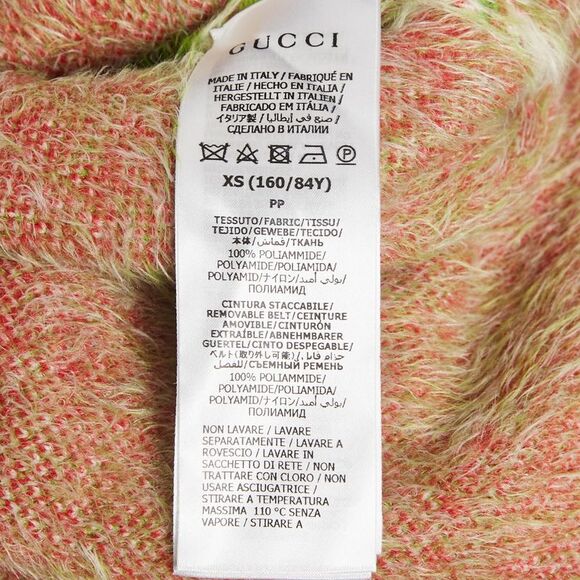 GUCCI
MADE IN ITALY / FABRIQUÉ EN
ITALIE / HECHO EN ITALIA /
HERGESTELLT IN ITALIEN /
FABRICADO EM ITÁLIA /
イタリア製 / صنع في إيطاليا /
СДЕЛАНО В ИТАЛИИ
P
XS (160/84Y)
PP
TESSUTO/FABRIC/TISSU/
TEJIDO/GEWEBE/TECIDO/
本体/قماش/ТКАНЬ
100% POLIAMMIDE/
POLYAMIDE/POLIAMIDA/
POLYAMID/ナイロン/بولي أميد/
ПОЛИАМИД
CINTURA STACCABILE/
REMOVABLE BELT/CEINTURE
AMOVIBLE/CINTURÓN
EXTRAÍBLE/ABNEHMBARER
GUERTEL/CINTO DESPEGABLE/
ベルト(取り外し可能)/حزام قابل
للفصل/СЪЕМНЫЙ РЕМЕНЬ
100% POLIAMMIDE/
POLYAMIDE/POLIAMIDA/
POLYAMID/ナイロン/بولي أميد/
ПОЛИАМИД
NON LAVARE / LAVARE
SEPARATAMENTE / LAVARE A
ROVESCIO / LAVARE IN
SACCHETTO DI RETE / NON
TRATTARE CON CLORO / NON
USARE ASCIUGATRICE /
STIRARE A TEMPERATURA
MASSIMA 110 °C SENZA
VAPORE / STIRARE A